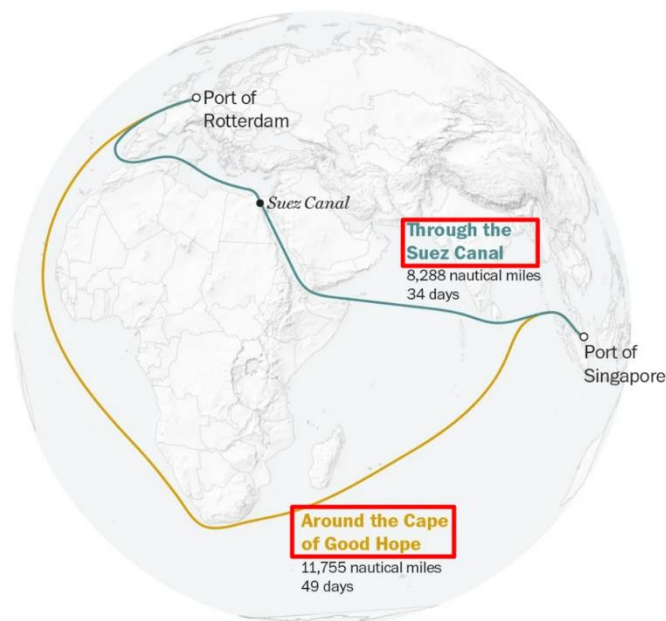 Port of
Rotterdam
Suez Canal
Through the
Suez Canal
8,288 nautical miles
34 days
Port of
Singapore
Around the Cape
of Good Hope
11,755 nautical miles
49 days